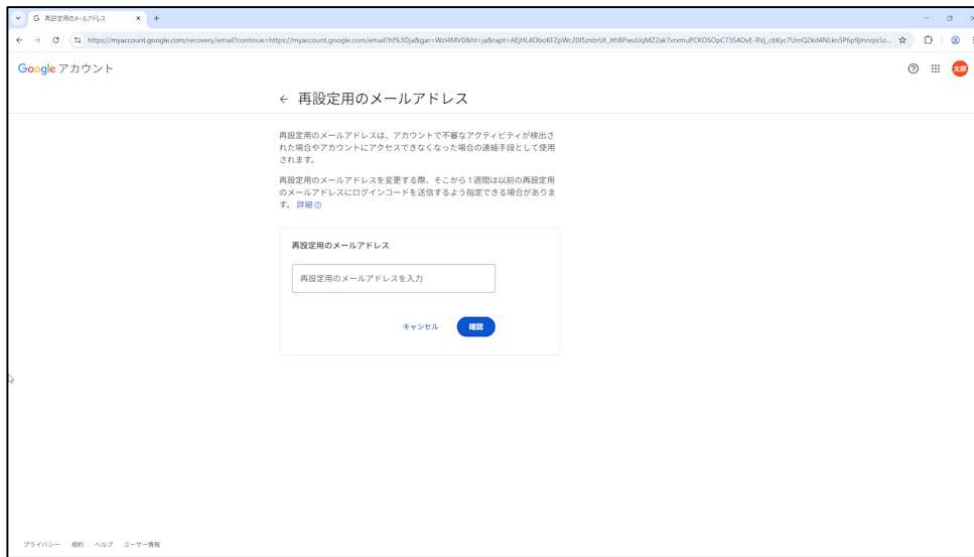 再設定用のメールアドレス
Google アカウント
太郎
← 再設定用のメールアドレス
再設定用のメールアドレスは、アカウントで不審なアクティビティが検出さ
れた場合やアカウントにアクセスできなくなった場合の連絡手段として使用
されます。
再設定用のメールアドレスを変更する際、そこから1週間は以前の再設定用
のメールアドレスにログインコードを送信するよう指定できる場合がありま
す。 詳細
再設定用のメールアドレス
再設定用のメールアドレスを入力
キャンセル 確認
プライバシー 規約 ヘルプ ユーザー情報